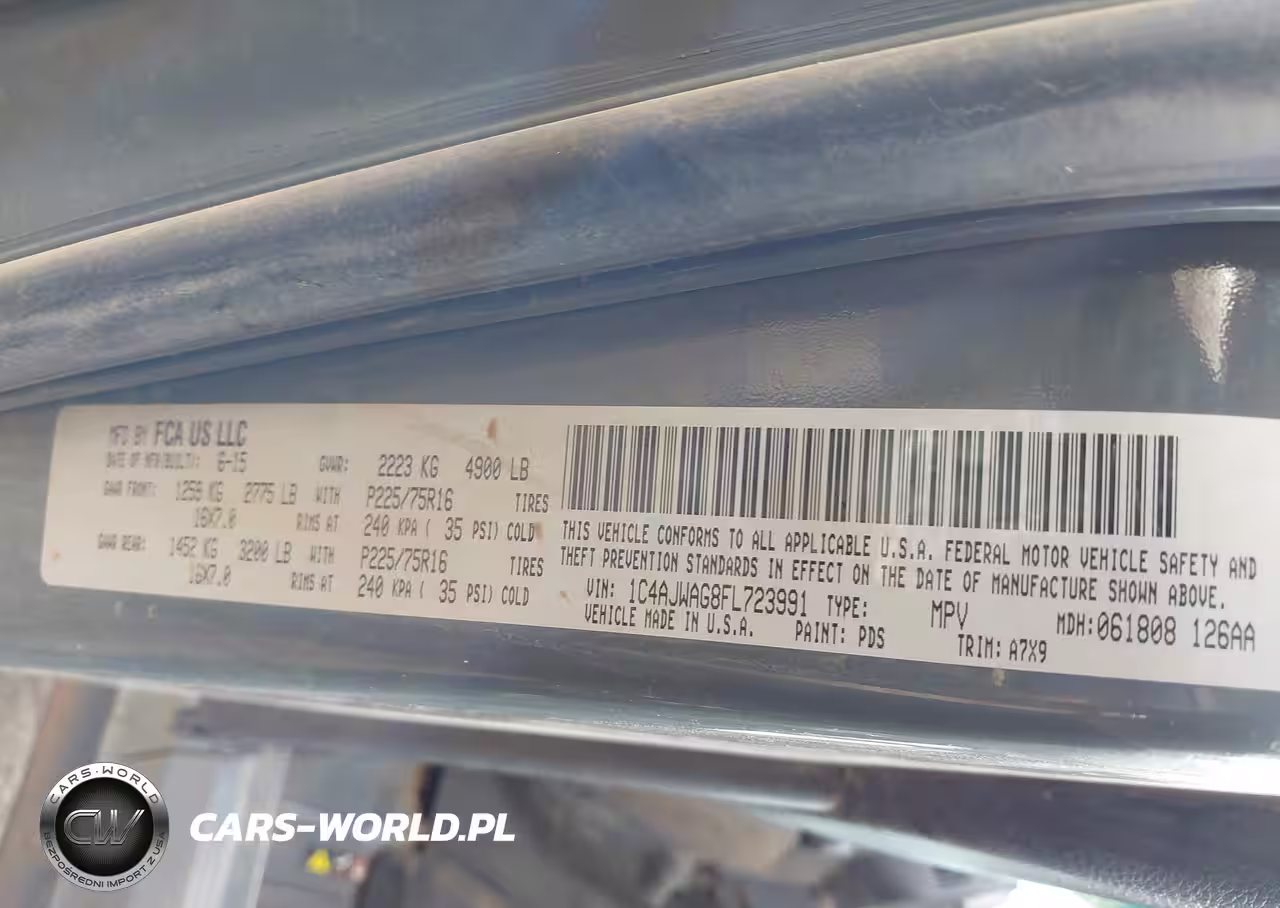 MFD BY FCA US LLC
DATE OF MFR(BUILT): 6-15 GVWR: 2223 KG 4900 LB
GAWR FRONT: 1259 KG 2775 LB WITH P225/75R16 TIRES
16X7.0 RIMS AT 240 KPA ( 35 PSI) COLD
GAWR REAR: 1452 KG 3200 LB WITH P225/75R16 TIRES
16X7.0 RIMS AT 240 KPA ( 35 PSI) COLD
THIS VEHICLE CONFORMS TO ALL APPLICABLE U.S.A. FEDERAL MOTOR VEHICLE SAFETY AND
THEFT PREVENTION STANDARDS IN EFFECT ON THE DATE OF MANUFACTURE SHOWN ABOVE.
VIN: 1C4AJWAG8FL723991 TYPE: MPV MDH:061808 126AA
VEHICLE MADE IN U.S.A. PAINT: PDS TRIM: A7X9
CARS-WORLD
CW
BEZPOŚREDNI IMPORT Z USA
CARS-WORLD.PL